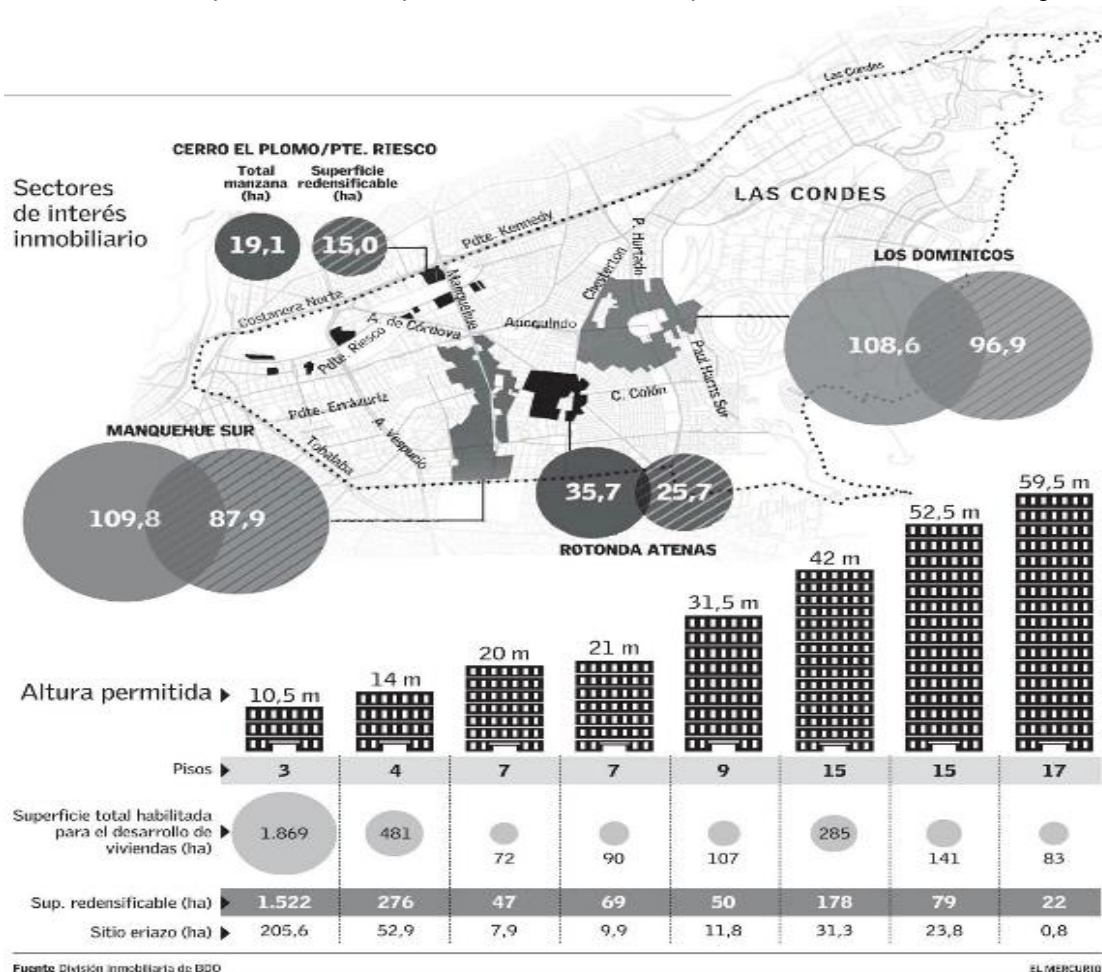 Las Condes
CERRO EL PLOMO/PTE. RIESCO
Total manzana (ha)
Superficie redensificable (ha)
19,1
15,0
Sectores
de interés
inmobiliario
LAS CONDES
Pdte. Kennedy
P. Hurtado
LOS DOMINICOS
Chesterton
Manquehue
Costanera Norte
A. de Córdova
Apoquindo
Pdte. Riesco
108,6
96,9
Paul Harris Sur
C. Colón
Pdte. Errázuriz
MANQUEHUE SUR
A. Vespucio
Tobalaba
109,8
87,9
35,7
25,7
ROTONDA ATENAS
Altura permitida
10,5 m
14 m
20 m
21 m
31,5 m
42 m
52,5 m
59,5 m
Pisos 3 4 7 7 9 15 15 17
Superficie total habilitada
para el desarrollo de
viviendas (ha)
1.869 481 72 90 107 285 141 83
Sup. redensificable (ha) 1.522 276 47 69 50 178 79 22
Sitio eriazo (ha) 205,6 52,9 7,9 9,9 11,8 31,3 23,8 0,8
Fuente División Inmobiliaria de BDO
EL MERCURIO